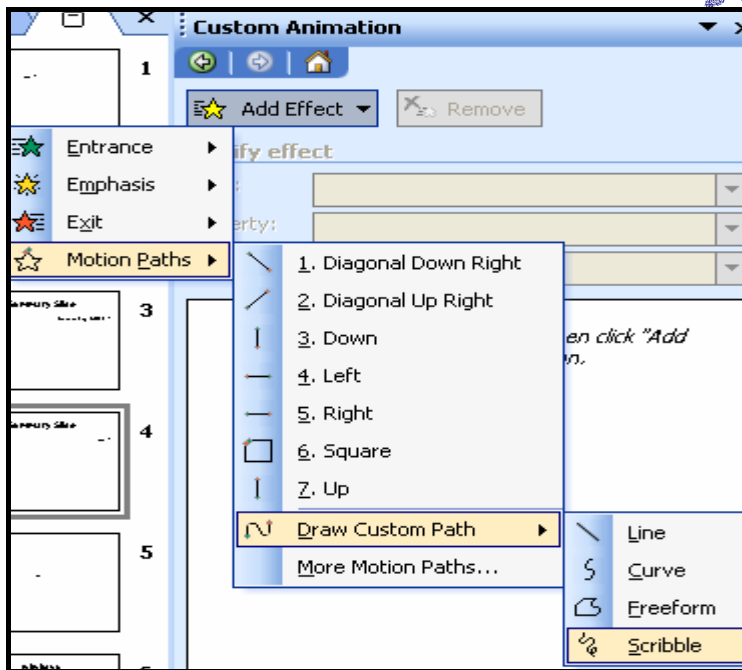 Custom Animation
1
Add Effect
Remove
Entrance
ify effect
Emphasis
:
Exit
erty:
Motion Paths
1. Diagonal Down Right
2. Diagonal Up Right
3
3. Down
en click "Add
n.
4. Left
5. Right
4
6. Square
7. Up
Draw Custom Path
Line
5
More Motion Paths...
Curve
Freeform
Scribble